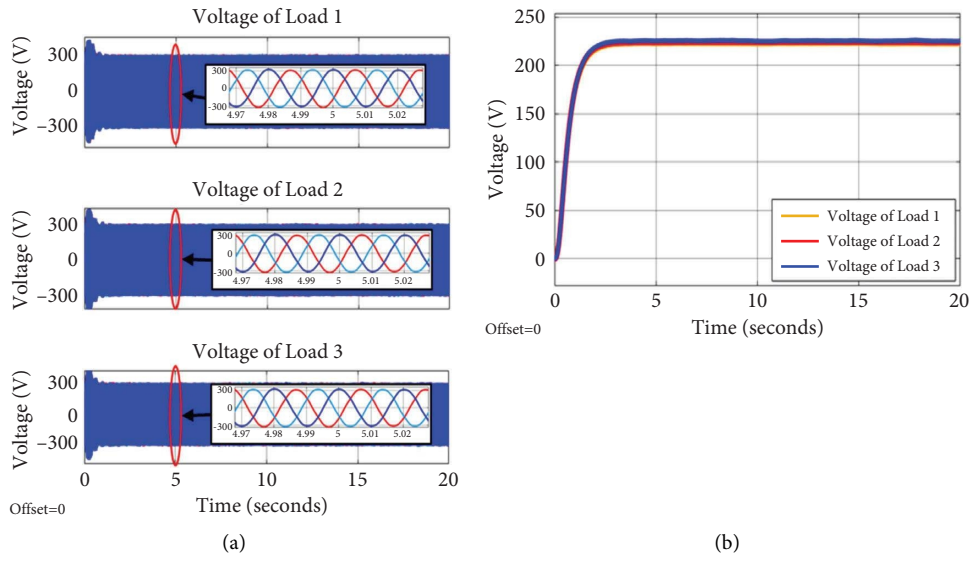 Voltage of Load 1
Voltage (V)
300
0
−300
300
0
-300
4.97 4.98 4.99 5 5.01 5.02
Voltage of Load 2
Voltage (V)
300
0
−300
300
0
-300
4.97 4.98 4.99 5 5.01 5.02
Voltage of Load 3
Voltage (V)
300
0
−300
300
0
-300
4.97 4.98 4.99 5 5.01 5.02
0 5 10 15 20
Time (seconds)
Offset=0
(a)
Voltage (V)
250
200
150
100
50
0
Voltage of Load 1
Voltage of Load 2
Voltage of Load 3
0 5 10 15 20
Time (seconds)
Offset=0
(b)